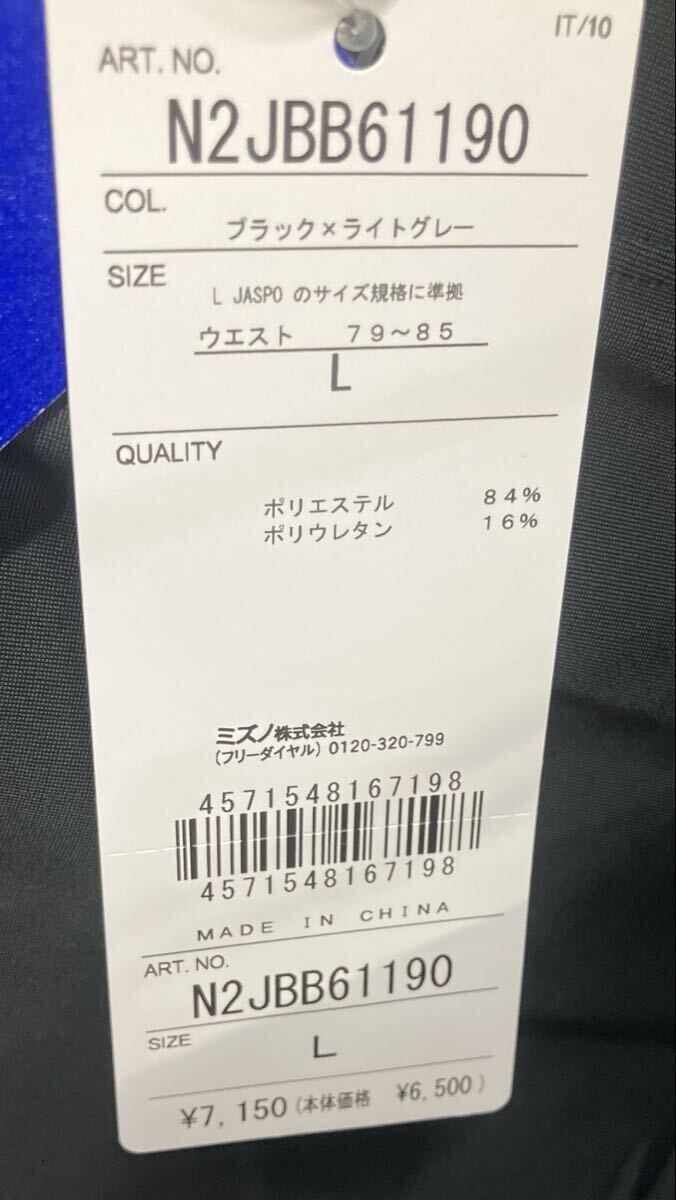 IT/10
ART. NO.
N2JBB61190
COL.
ブラック×ライトグレー
SIZE
L JASPO のサイズ規格に準拠
ウエスト 79〜85
L
QUALITY
ポリエステル 84%
ポリウレタン 16%
ミズノ株式会社
(フリーダイヤル) 0120-320-799
4571548167198
4571548167198
MADE IN CHINA
ART. NO.
N2JBB61190
SIZE
L
¥7,150 (本体価格 ¥6,500)